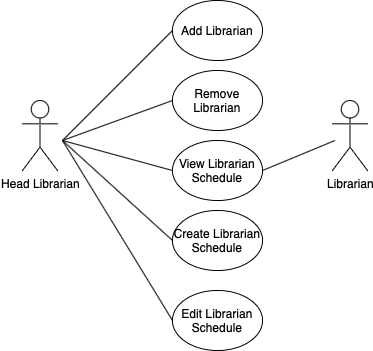 Add Librarian
Remove
Librarian
View Librarian
Schedule
Head Librarian
Librarian
Create Librarian
Schedule
Edit Librarian
Schedule